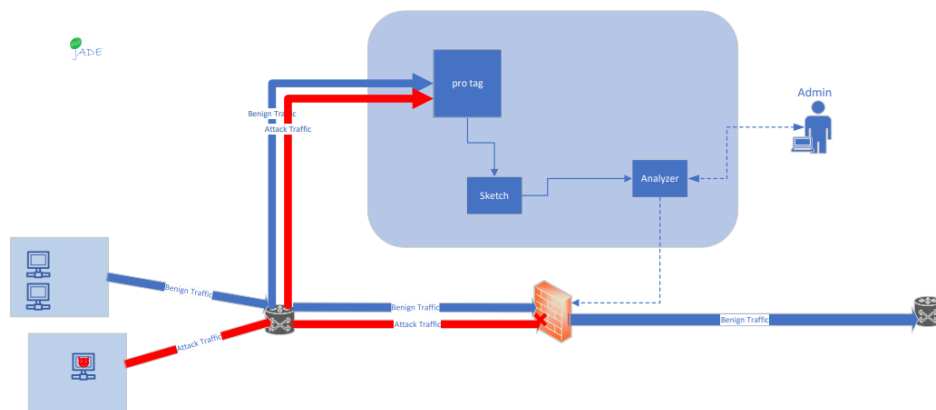 jADE
pro tag
Admin
Benign Traffic
Attack Traffic
Sketch
Analyzer
Benign Traffic
Attack Traffic
Benign Traffic
Attack Traffic
Benign Traffic